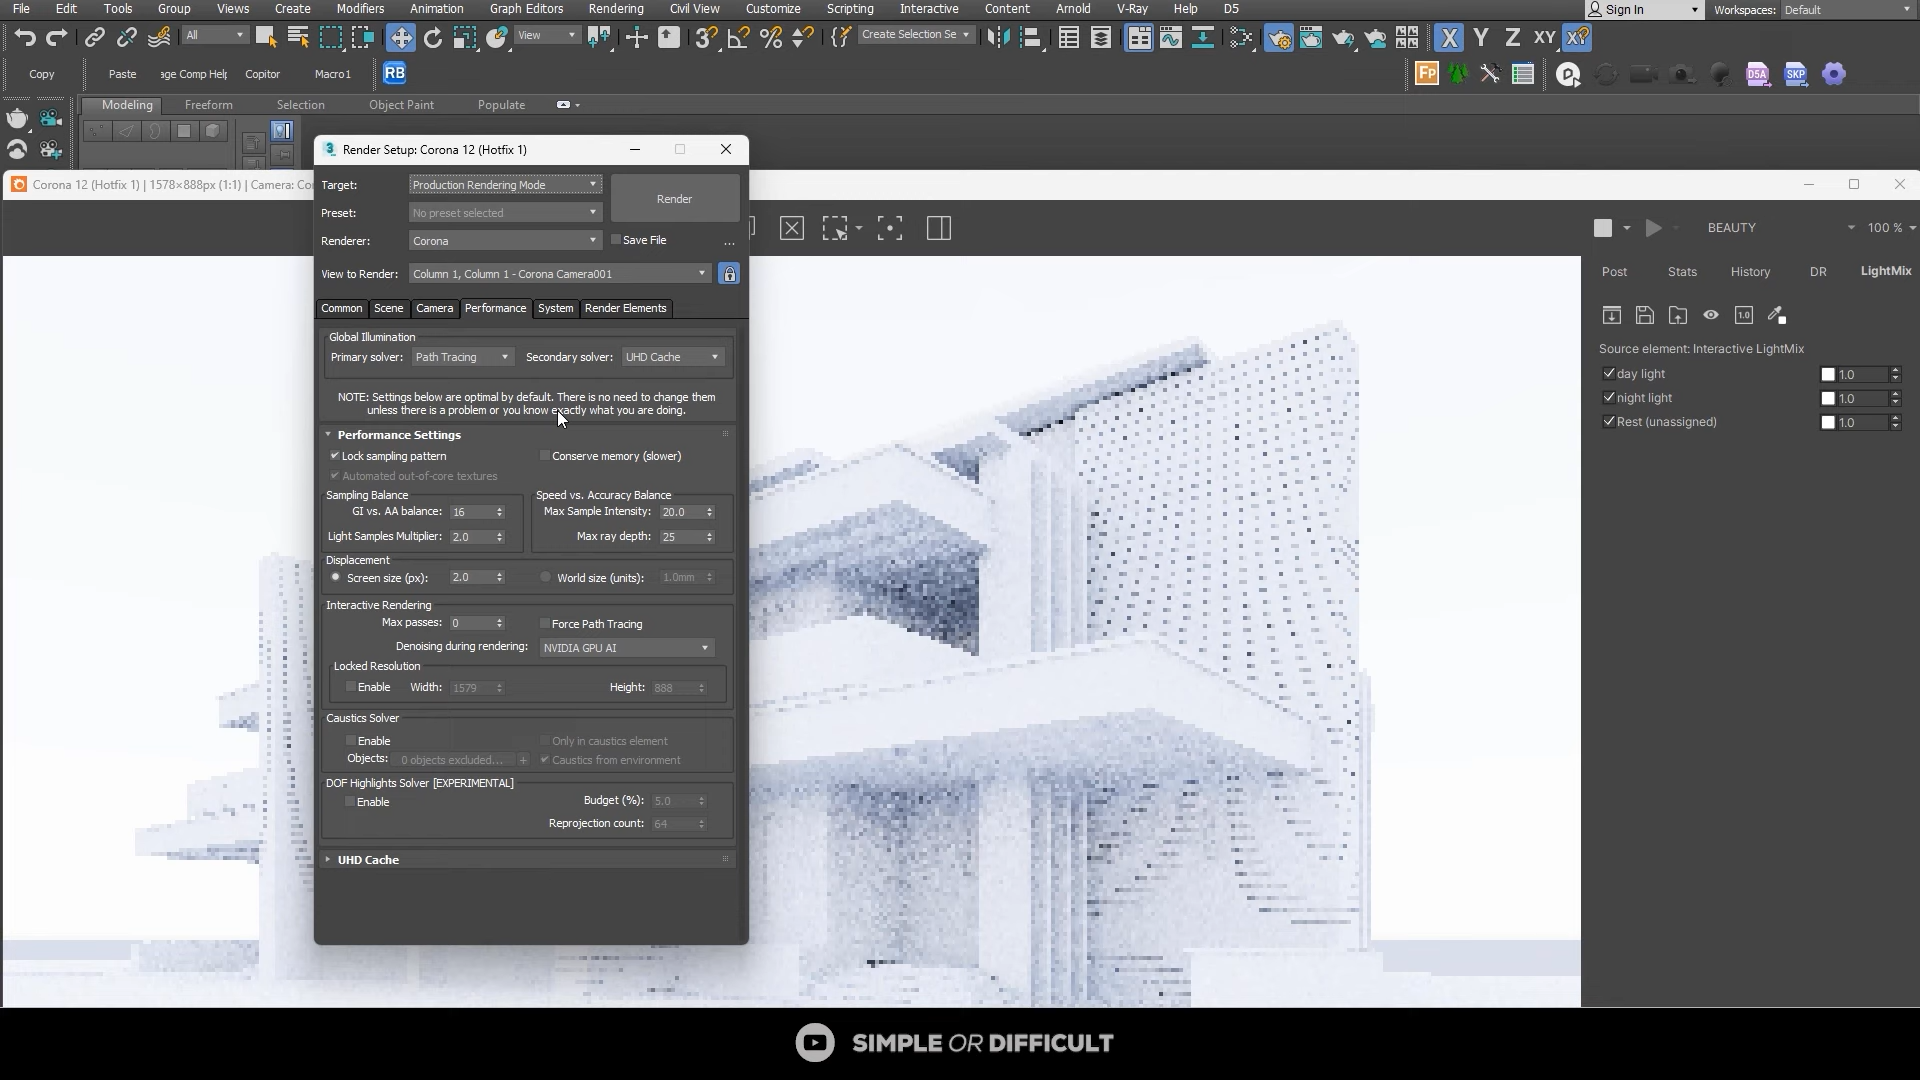 File Edit Tools Group Views Create Modifiers Animation Graph Editors Rendering Civil View Customize Scripting Interactive Content Arnold V-Ray Help D5
Sign In Workspaces: Default
All View Create Selection Se X Y Z XY
Copy Paste age Comp Help Copitor Macro1 RB
Fp D5A SKP
Modeling Freeform Selection Object Paint Populate
Corona 12 (Hotfix 1) | 1578×888px (1:1) | Camera: Co
Render Setup: Corona 12 (Hotfix 1)
Target: Production Rendering Mode
Render
Preset: No preset selected
Renderer: Corona
Save File ...
View to Render: Column 1, Column 1 - Corona Camera001
Common Scene Camera Performance System Render Elements
Global Illumination
Primary solver: Path Tracing Secondary solver: UHD Cache
NOTE: Settings below are optimal by default. There is no need to change them
unless there is a problem or you know exactly what you are doing.
Performance Settings
Lock sampling pattern Conserve memory (slower)
Automated out-of-core textures
Sampling Balance Speed vs. Accuracy Balance
GI vs. AA balance: 16 Max Sample Intensity: 20.0
Light Samples Multiplier: 2.0 Max ray depth: 25
Displacement
Screen size (px): 2.0 World size (units): 1.0mm
Interactive Rendering
Max passes: 0 Force Path Tracing
Denoising during rendering: NVIDIA GPU AI
Locked Resolution
Enable Width: 1579 Height: 888
Caustics Solver
Enable Only in caustics element
Objects: 0 objects excluded... + Caustics from environment
DOF Highlights Solver [EXPERIMENTAL]
Enable Budget (%): 5.0
Reprojection count: 64
UHD Cache
BEAUTY 100 %
Post Stats History DR LightMix
1.0
Source element: Interactive LightMix
day light 1.0
night light 1.0
Rest (unassigned) 1.0
SIMPLE OR DIFFICULT